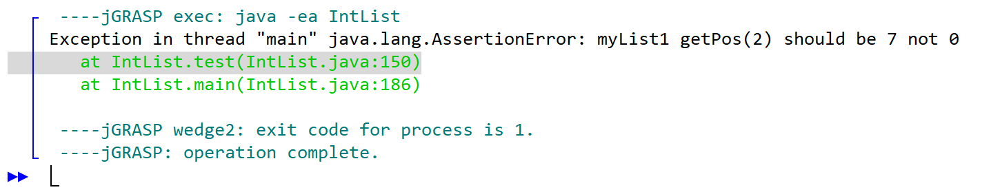 ----jGRASP exec: java -ea IntList
Exception in thread "main" java.lang.AssertionError: myList1 getPos(2) should be 7 not 0
at IntList.test(IntList.java:150)
at IntList.main(IntList.java:186)
----jGRASP wedge2: exit code for process is 1.
----jGRASP: operation complete.